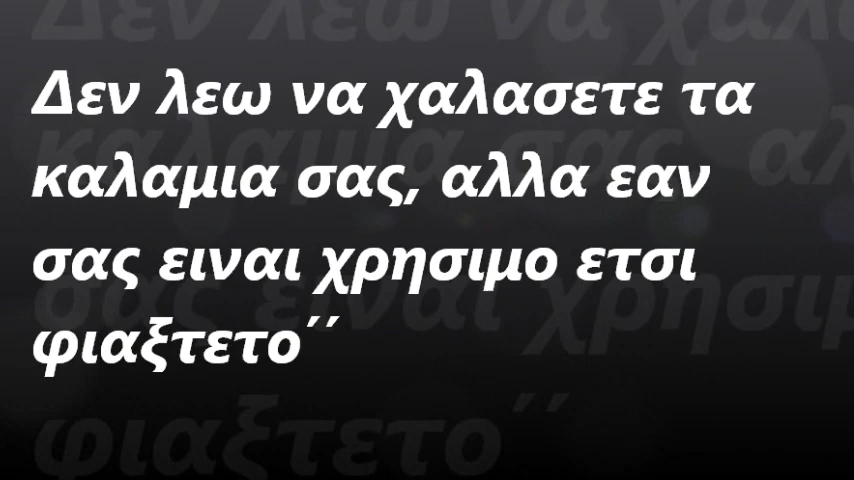 Δεν λεω να χαλασετε τα
καλαμια σας, αλλα εαν
σας ειναι χρησιμο ετσι
φιαξτετο΄΄